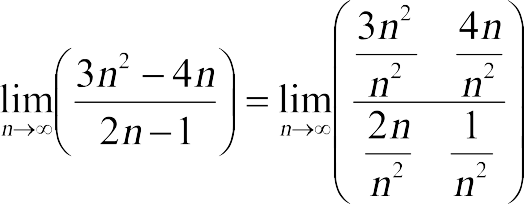 lim n→∞ ( (3n² − 4n) / (2n − 1) ) = lim n→∞ ( (3n²/n² 4n/n²) / (2n/n² 1/n²) )